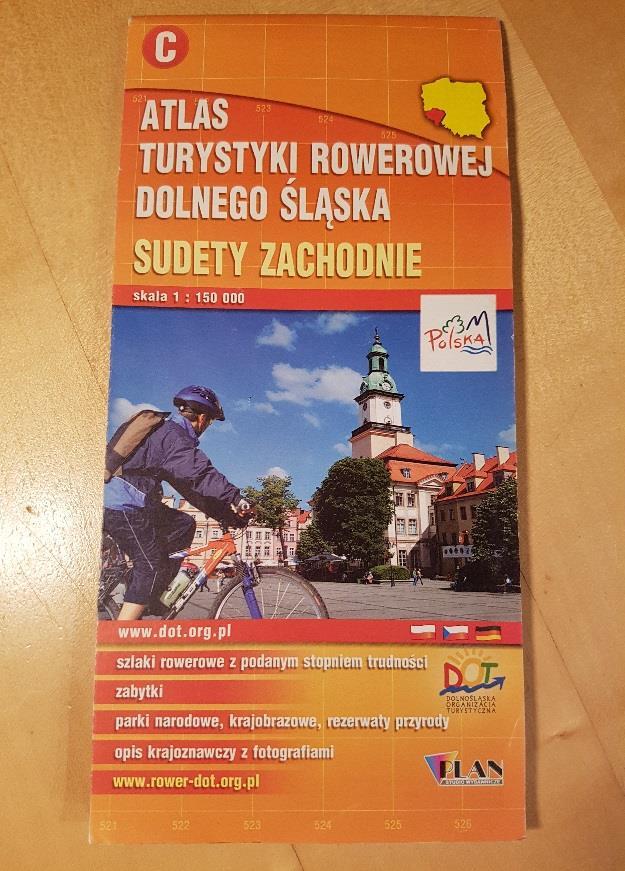 C
521
523
524
525
ATLAS
TURYSTYKI ROWEROWEJ
DOLNEGO ŚLĄSKA
SUDETY ZACHODNIE
skala 1 : 150 000
POLSKA
www.dot.org.pl
szlaki rowerowe z podanym stopniem trudności
zabytki
parki narodowe, krajobrazowe, rezerwaty przyrody
opis krajoznawczy z fotografiami
www.rower-dot.org.pl
DOT
DOLNOŚLĄSKA
ORGANIZACJA
TURYSTYCZNA
PLAN
STUDIO WYDAWNICZE
521 522 523 524 525 526